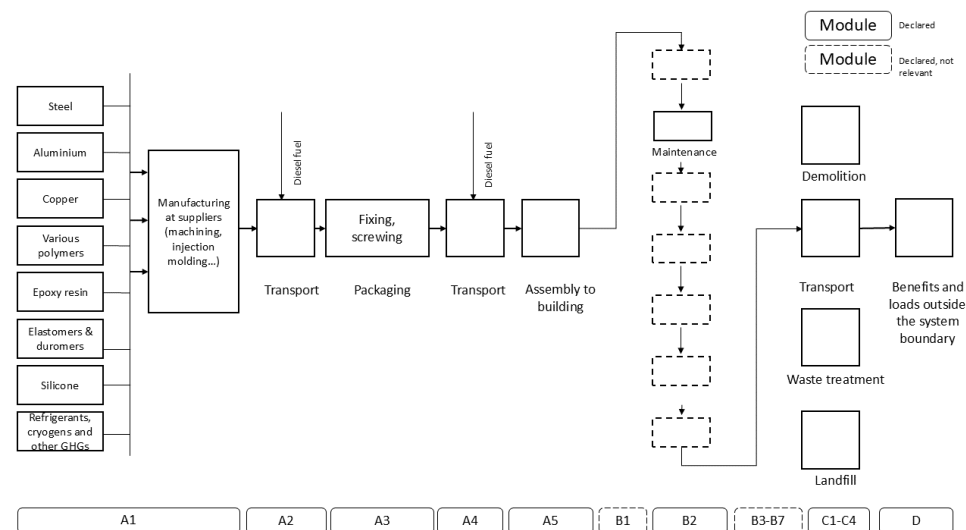 Module
Declared
Module
Declared, not
relevant
Steel
Aluminium
Copper
Various
polymers
Epoxy resin
Elastomers &
duromers
Silicone
Refrigerants,
cryogens and
other GHGs
Manufacturing
at suppliers
(machining,
injection
molding...)
Diesel fuel
Transport
Fixing,
screwing
Packaging
Diesel fuel
Transport
Assembly to
building
Maintenance
Demolition
Transport
Waste treatment
Landfill
Benefits and
loads outside
the system
boundary
A1
A2
A3
A4
A5
B1
B2
B3-B7
C1-C4
D